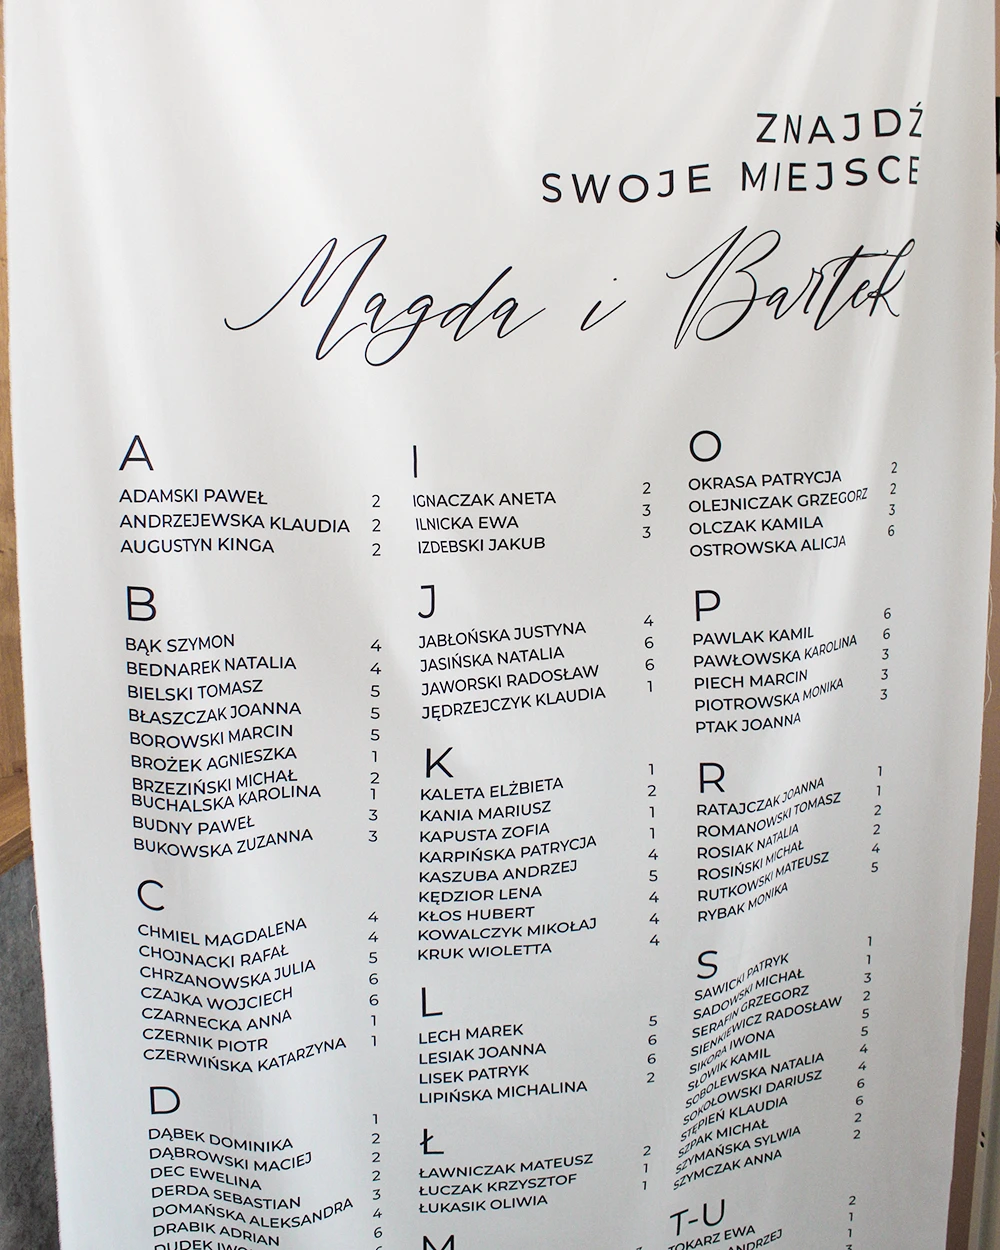 ZNAJDŹ
SWOJE MIEJSCE
Magda i Bartek
A
ADAMSKI PAWEŁ 2
ANDRZEJEWSKA KLAUDIA 2
AUGUSTYN KINGA 2
B
BĄK SZYMON 4
BEDNAREK NATALIA 4
BIELSKI TOMASZ 5
BŁASZCZAK JOANNA 5
BOROWSKI MARCIN 5
BROŻEK AGNIESZKA 1
BRZEZIŃSKI MICHAŁ 2
BUCHALSKA KAROLINA 1
BUDNY PAWEŁ 3
BUKOWSKA ZUZANNA 3
C
CHMIEL MAGDALENA 4
CHOJNACKI RAFAŁ 4
CHRZANOWSKA JULIA 5
CZAJKA WOJCIECH 6
CZARNECKA ANNA 6
CZERNIK PIOTR 1
CZERWIŃSKA KATARZYNA 1
D
DĄBEK DOMINIKA 1
DĄBROWSKI MACIEJ 2
DEC EWELINA 2
DERDA SEBASTIAN 2
DOMAŃSKA ALEKSANDRA 3
DRABIK ADRIAN 4
DUDEK 6
I
IGNACZAK ANETA 2
ILNICKA EWA 3
IZDEBSKI JAKUB 3
J
JABŁOŃSKA JUSTYNA 4
JASIŃSKA NATALIA 6
JAWORSKI RADOSŁAW 6
JĘDRZEJCZYK KLAUDIA 1
K
KALETA ELŻBIETA 1
KANIA MARIUSZ 2
KAPUSTA ZOFIA 1
KARPIŃSKA PATRYCJA 1
KASZUBA ANDRZEJ 4
KĘDZIOR LENA 5
KŁOS HUBERT 4
KOWALCZYK MIKOŁAJ 4
KRUK WIOLETTA 4
L
LECH MAREK 5
LESIAK JOANNA 6
LISEK PATRYK 6
LIPIŃSKA MICHALINA 2
Ł
ŁAWNICZAK MATEUSZ 2
ŁUCZAK KRZYSZTOF 1
ŁUKASIK OLIWIA 1
M
O
OKRASA PATRYCJA 2
OLEJNICZAK GRZEGORZ 2
OLCZAK KAMILA 3
OSTROWSKA ALICJA 6
P
PAWLAK KAMIL 6
PAWŁOWSKA KAROLINA 6
PIECH MARCIN 3
PIOTROWSKA MONIKA 3
PTAK JOANNA 3
R
RATAJCZAK JOANNA 1
ROMANOWSKI TOMASZ 1
ROSIAK NATALIA 2
ROSIŃSKI MICHAŁ 2
RUTKOWSKI MATEUSZ 4
RYBAK MONIKA 5
S
SAWICKI PATRYK 1
SADOWSKI MICHAŁ 1
SERAFIN GRZEGORZ 3
SIENKIEWICZ RADOSŁAW 2
SIKORA IWONA 5
SŁOWIK KAMIL 5
SOBOLEWSKA NATALIA 4
SOKOŁOWSKI DARIUSZ 4
STĘPIEŃ KLAUDIA 6
SZPAK MICHAŁ 6
SZYMAŃSKA SYLWIA 2
SZYMCZAK ANNA 2
T-U
TOKARZ EWA 2
ANDRZEJ 1
1